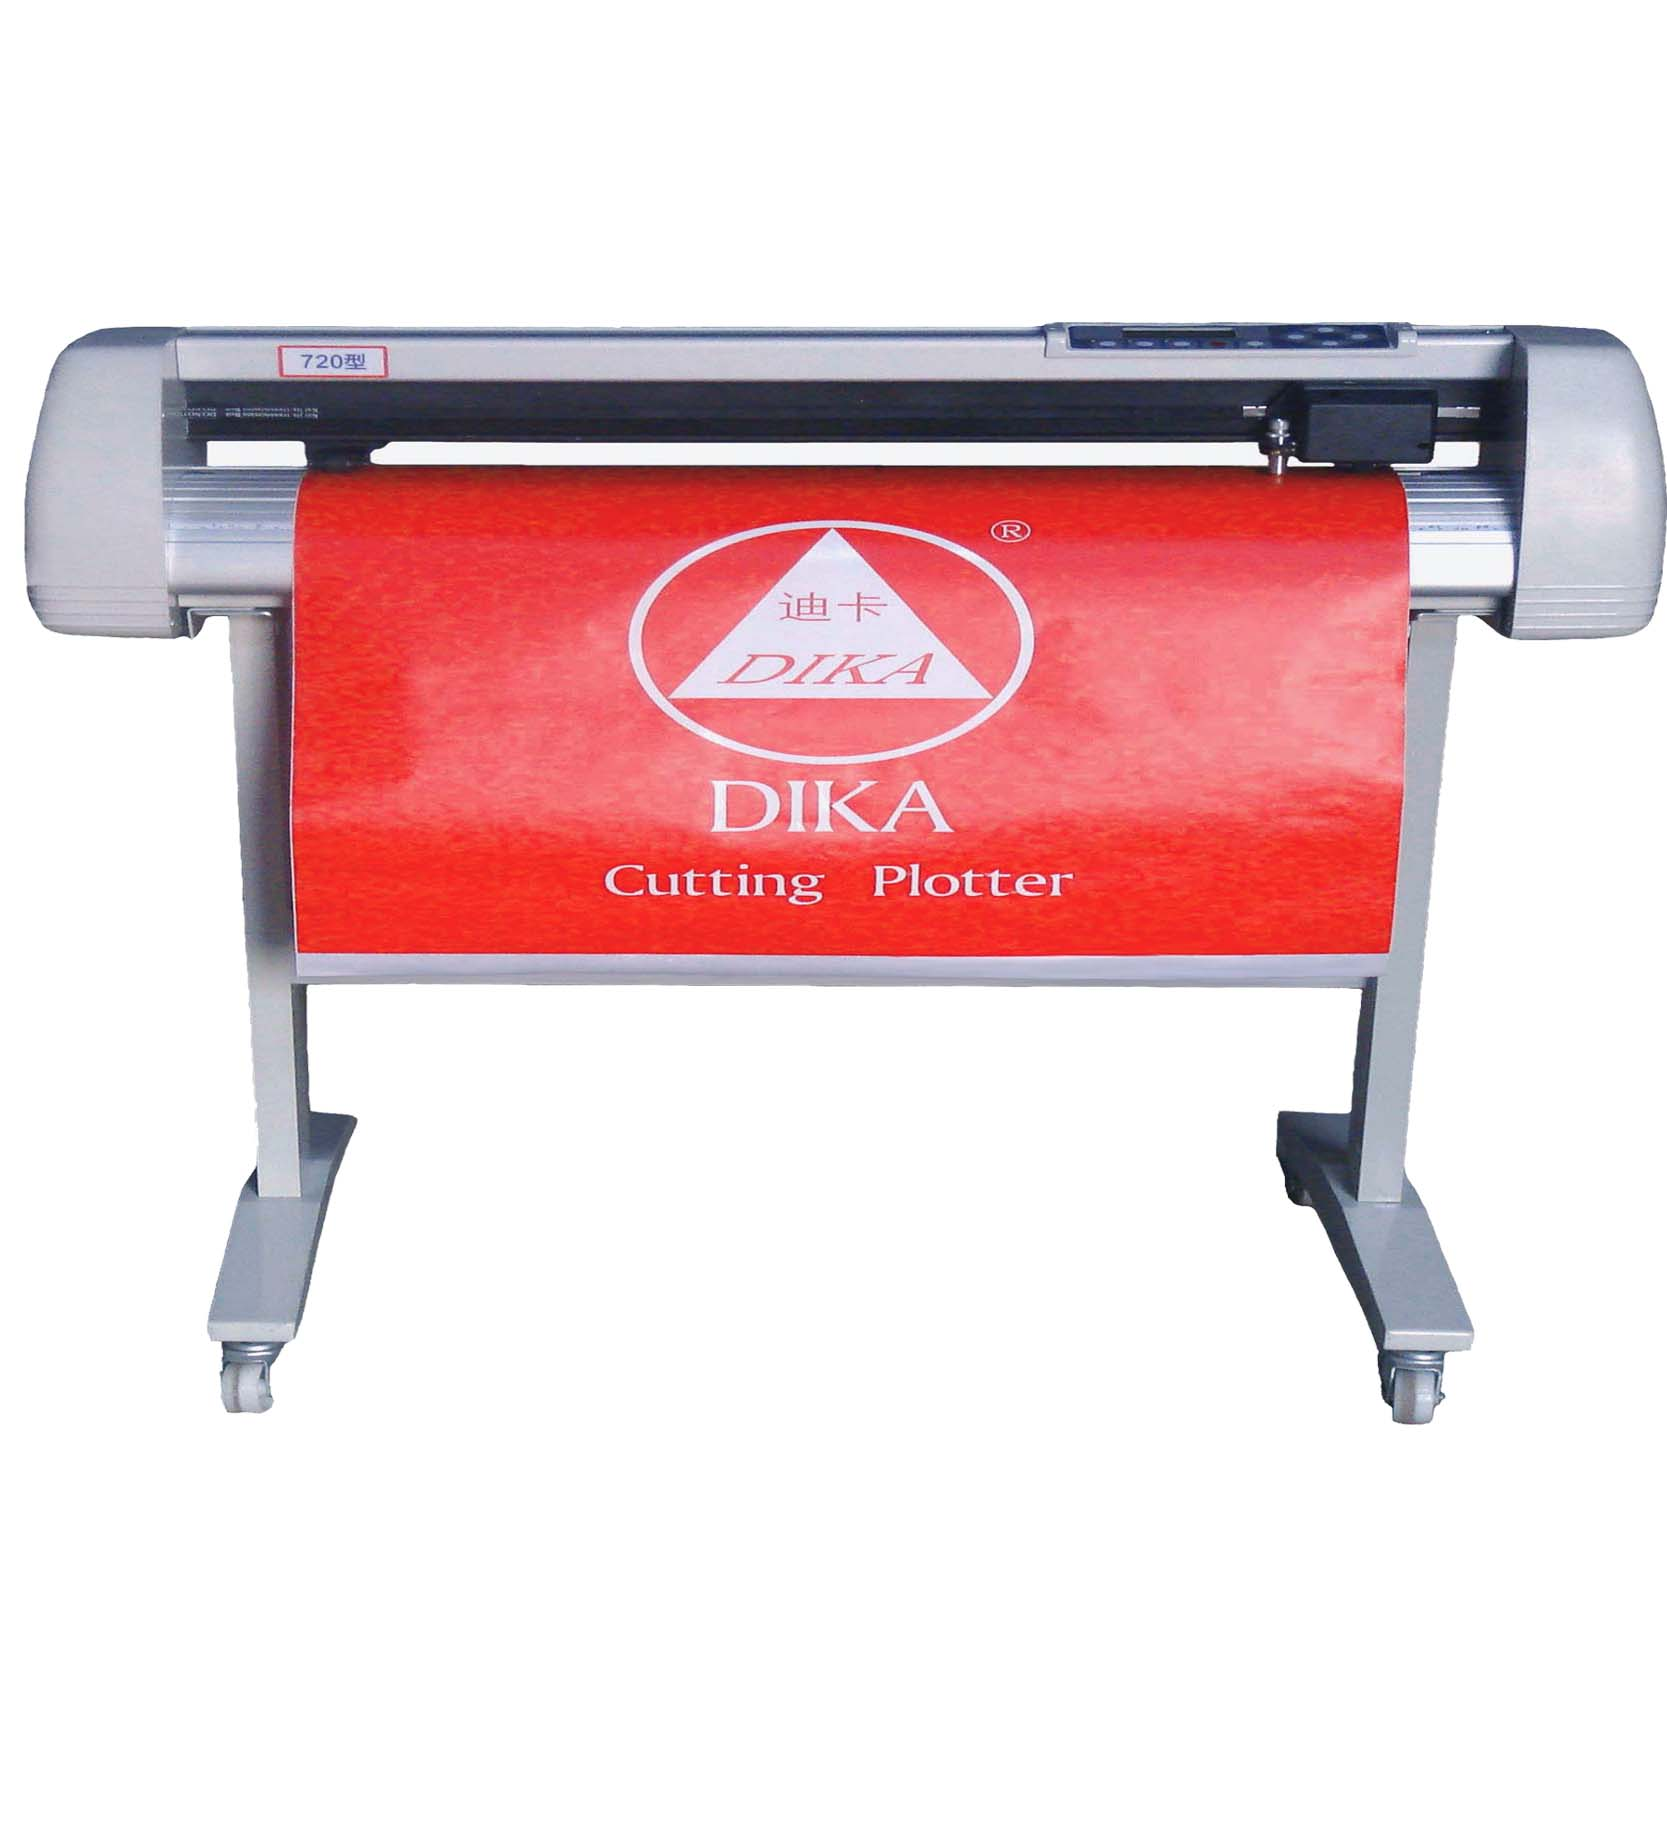 720型
®
迪卡
DIKA
DIKA
Cutting Plotter